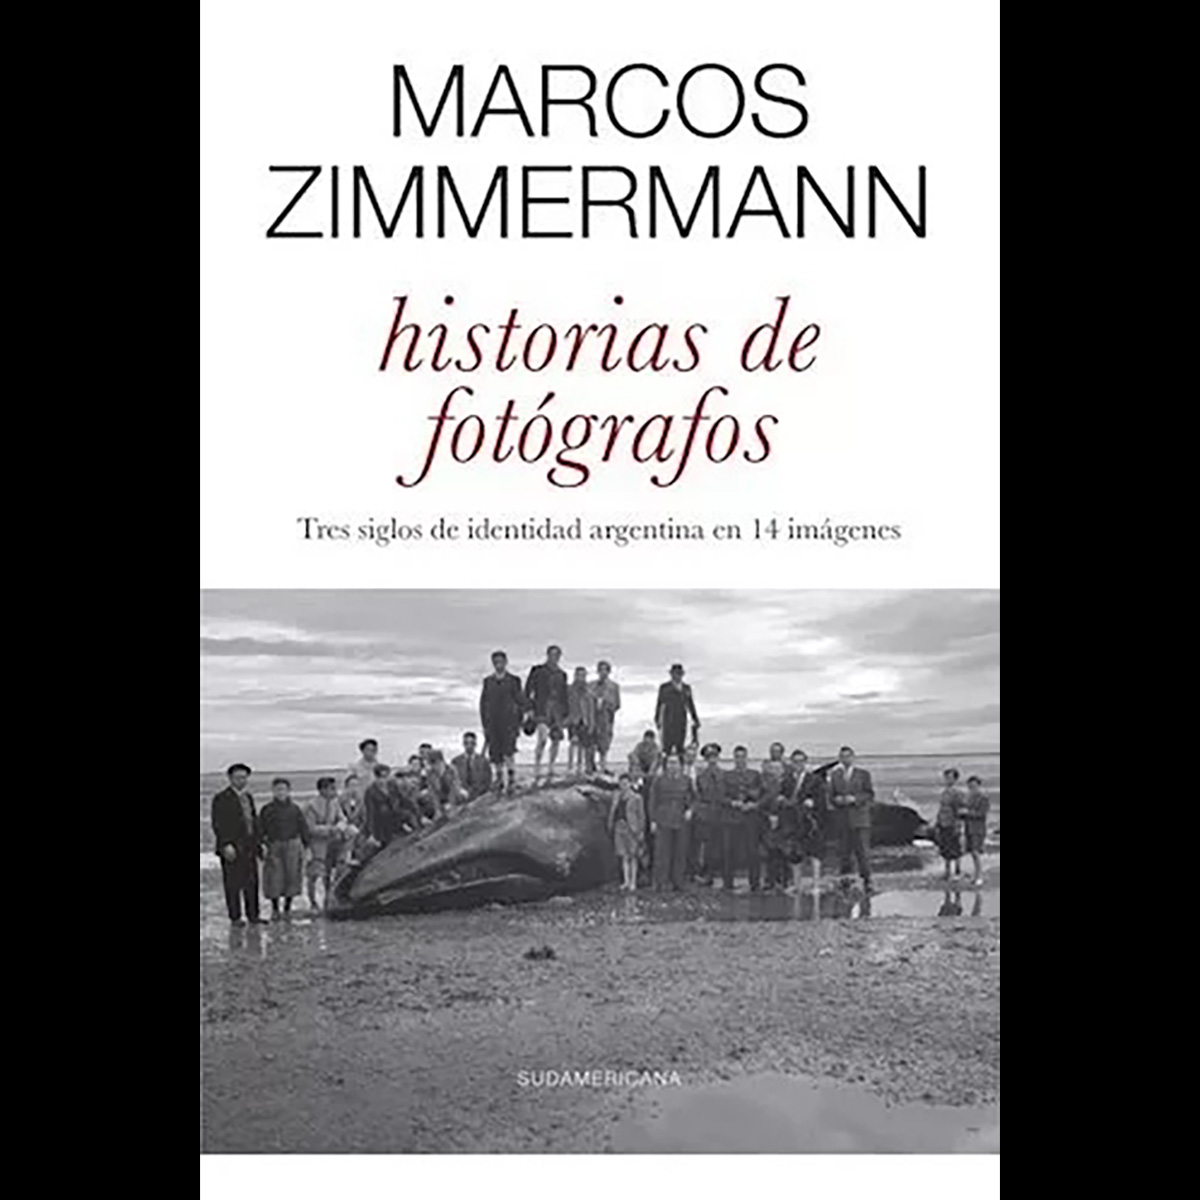 MARCOS
ZIMMERMANN
historias de
fotógrafos
Tres siglos de identidad argentina en 14 imágenes
SUDAMERICANA